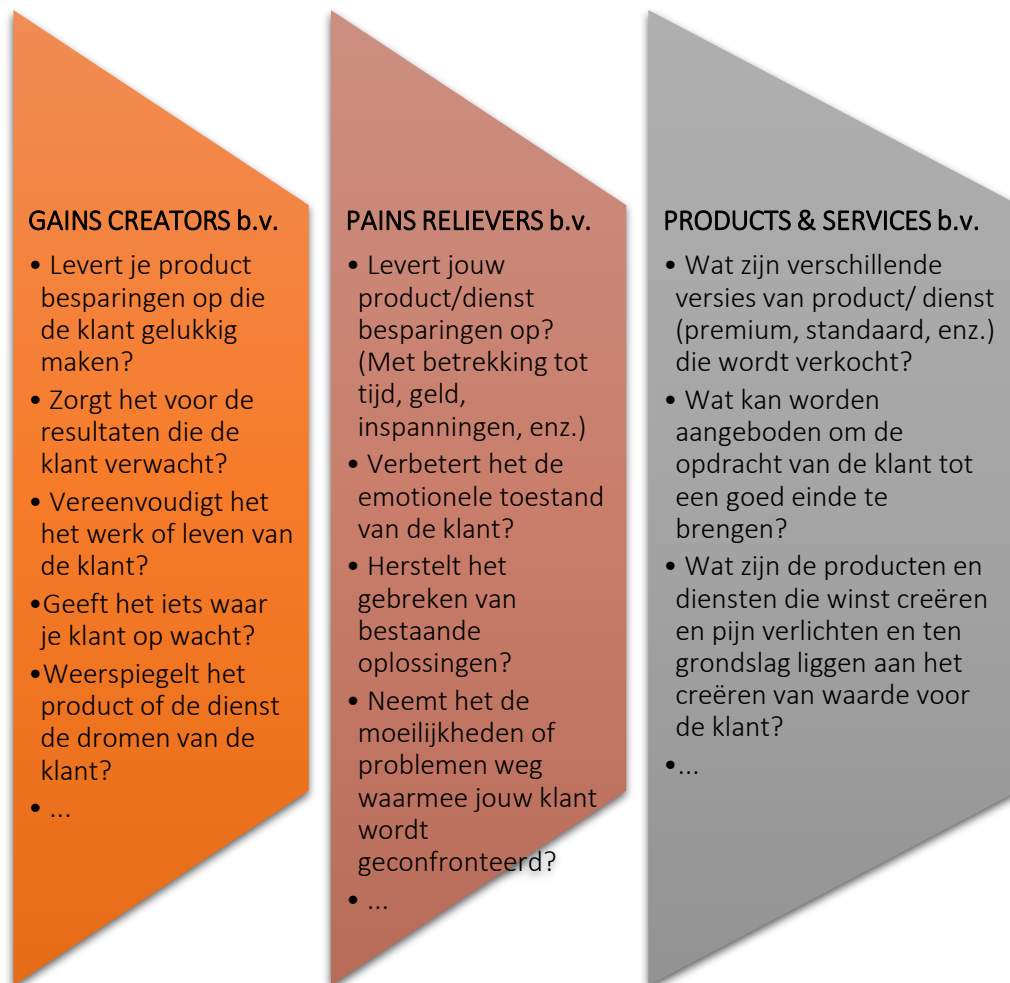 GAINS CREATORS b.v.
• Levert je product
besparingen op die
de klant gelukkig
maken?
• Zorgt het voor de
resultaten die de
klant verwacht?
• Vereenvoudigt het
het werk of leven van
de klant?
•Geeft het iets waar
je klant op wacht?
•Weerspiegelt het
product of de dienst
de dromen van de
klant?
• ...
PAINS RELIEVERS b.v.
• Levert jouw
product/dienst
besparingen op?
(Met betrekking tot
tijd, geld,
inspanningen, enz.)
• Verbetert het de
emotionele toestand
van de klant?
• Herstelt het
gebreken van
bestaande
oplossingen?
• Neemt het de
moeilijkheden of
problemen weg
waarmee jouw klant
wordt
geconfronteerd?
• ...
PRODUCTS & SERVICES b.v.
• Wat zijn verschillende
versies van product/ dienst
(premium, standaard, enz.)
die wordt verkocht?
• Wat kan worden
aangeboden om de
opdracht van de klant tot
een goed einde te
brengen?
• Wat zijn de producten en
diensten die winst creëren
en pijn verlichten en ten
grondslag liggen aan het
creëren van waarde voor
de klant?
•...